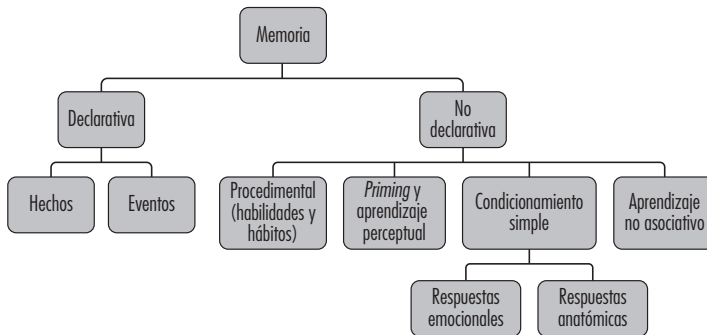 Memoria
Declarativa
No
declarativa
Hechos
Eventos
Procedimental
(habilidades y
hábitos)
Priming y
aprendizaje
perceptual
Condicionamiento
simple
Aprendizaje
no asociativo
Respuestas
emocionales
Respuestas
anatómicas